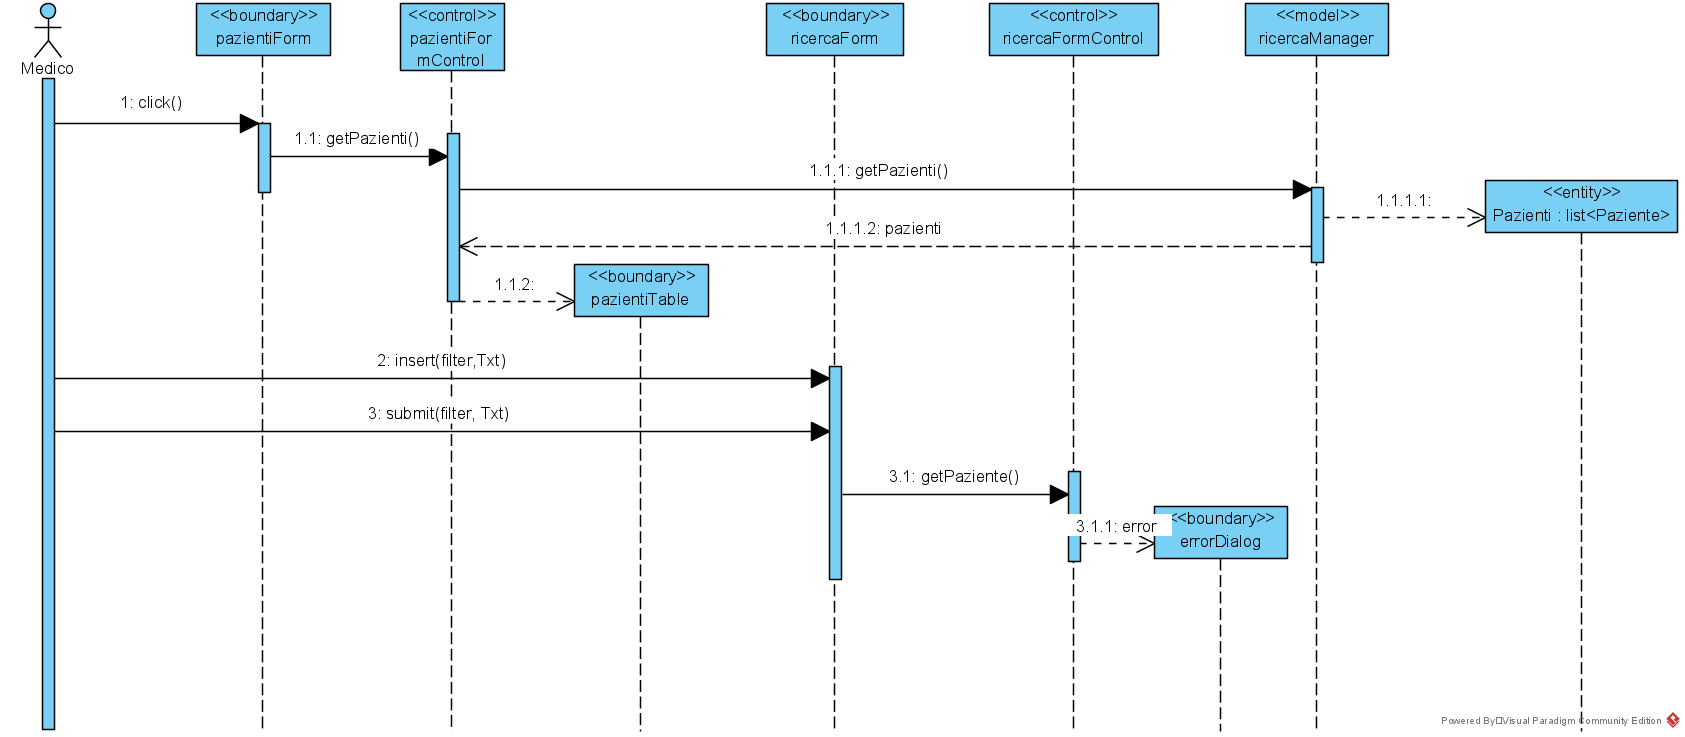 Medico
<<boundary>>
pazientiForm
<<control>>
pazientiFor
mControl
<<boundary>>
ricercaForm
<<control>>
ricercaFormControl
<<model>>
ricercaManager
1: click()
1.1: getPazienti()
1.1.1: getPazienti()
<<entity>>
Pazienti : list<Paziente>
1.1.1.1:
1.1.1.2: pazienti
<<boundary>>
pazientiTable
1.1.2:
2: insert(filter,Txt)
3: submit(filter, Txt)
3.1: getPaziente()
3.1.1: error
<<boundary>>
errorDialog
Powered By□Visual Paradigm Community Edition